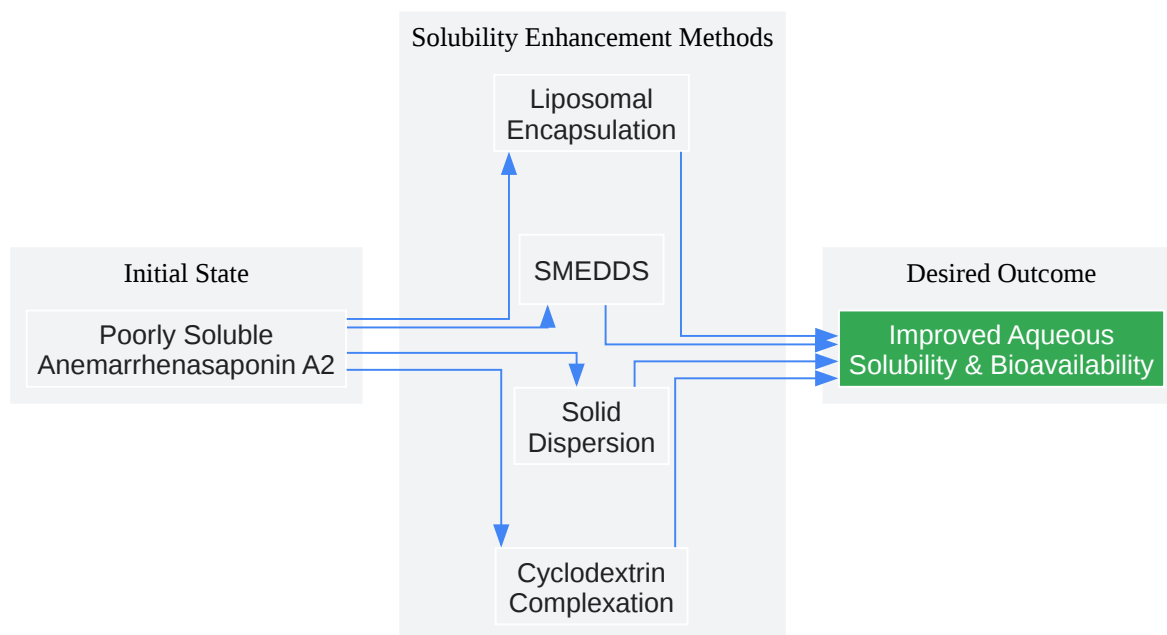 Solubility Enhancement Methods
Liposomal
Encapsulation
SMEDDS
Initial State
Poorly Soluble
Anemarrhenasaponin A2
Solid
Dispersion
Cyclodextrin
Complexation
Desired Outcome
Improved Aqueous
Solubility & Bioavailability